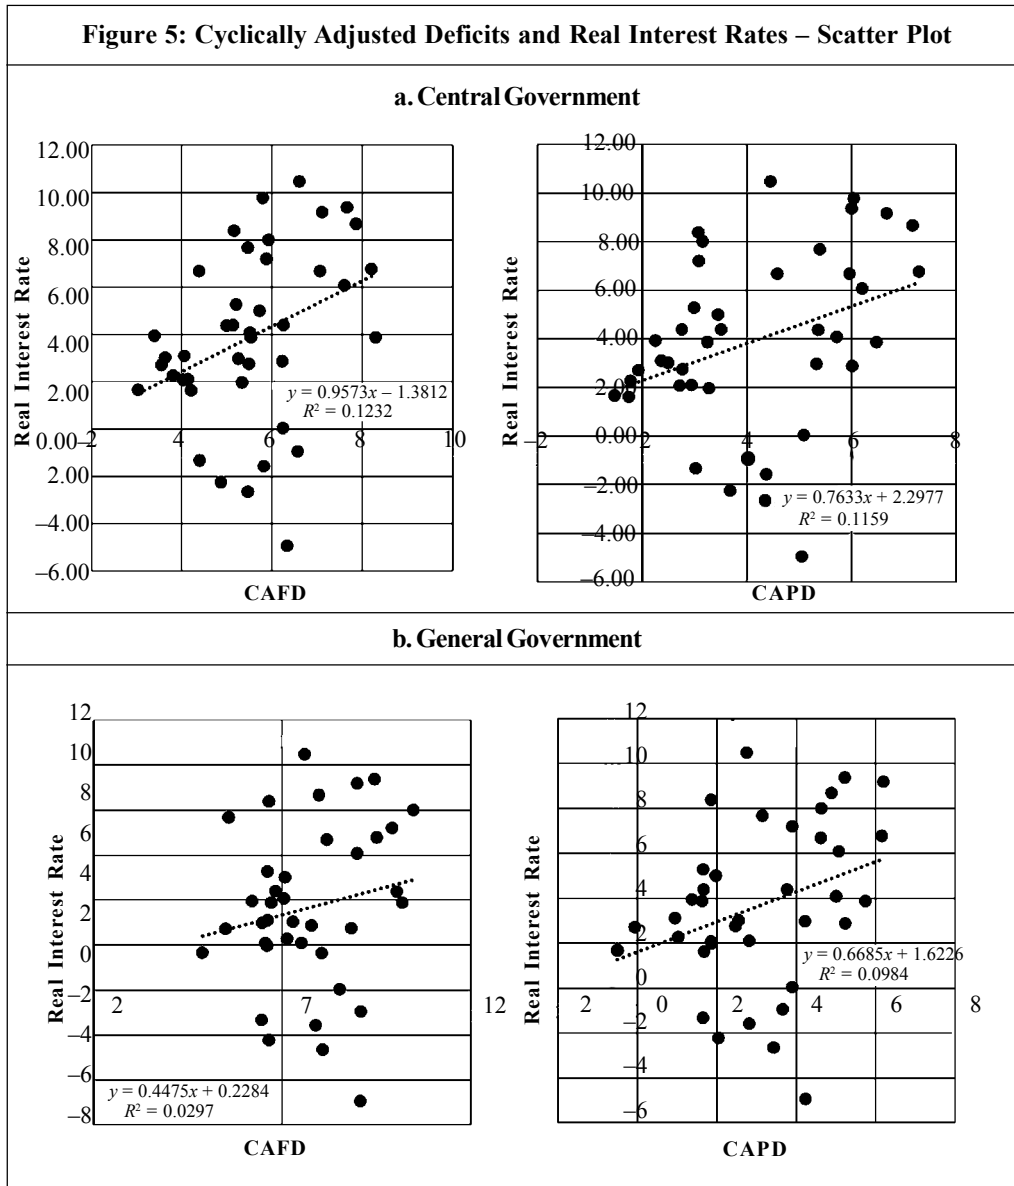 Figure 5: Cyclically Adjusted Deficits and Real Interest Rates – Scatter Plot
a. Central Government
12.00
10.00
8.00
6.00
4.00
2.00
0.00
2.00
–4.00
–6.00
2 4 6 8 10
Real Interest Rate
y = 0.9573x – 1.3812
R² = 0.1232
CAFD
12.00
10.00
8.00
6.00
4.00
2.00
0.00
–2.00
–4.00
–6.00
–2 2 4 6 8
Real Interest Rate
y = 0.7633x + 2.2977
R² = 0.1159
CAPD
b. General Government
12
10
8
6
4
2
0
–2
–4
–6
–8
2 7 12
Real Interest Rate
y = 0.4475x + 0.2284
R² = 0.0297
CAFD
12
10
8
6
4
2
0
–2
–4
–6
2 0 2 4 6 8
Real Interest Rate
y = 0.6685x + 1.6226
R² = 0.0984
CAPD